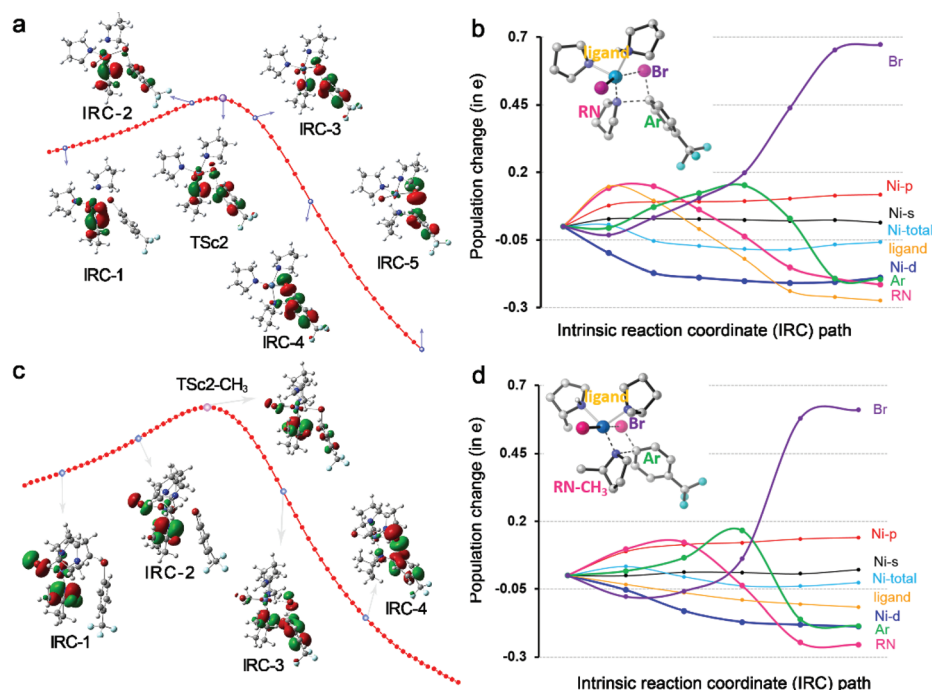 a
IRC-2
IRC-3
IRC-1
TSc2
IRC-5
IRC-4
b
Population change (in e)
0.7
0.45
0.2
-0.05
-0.3
ligand
Br
RN
Ar
Br
Ni-p
Ni-s
Ni-total
ligand
Ni-d
Ar
RN
Intrinsic reaction coordinate (IRC) path
c
TSc2-CH₃
IRC-2
IRC-1
IRC-4
IRC-3
d
Population change (in e)
0.7
0.45
0.2
-0.05
-0.3
ligand
Br
Ar
RN-CH₃
Br
Ni-p
Ni-s
Ni-total
ligand
Ni-d
Ar
RN
Intrinsic reaction coordinate (IRC) path